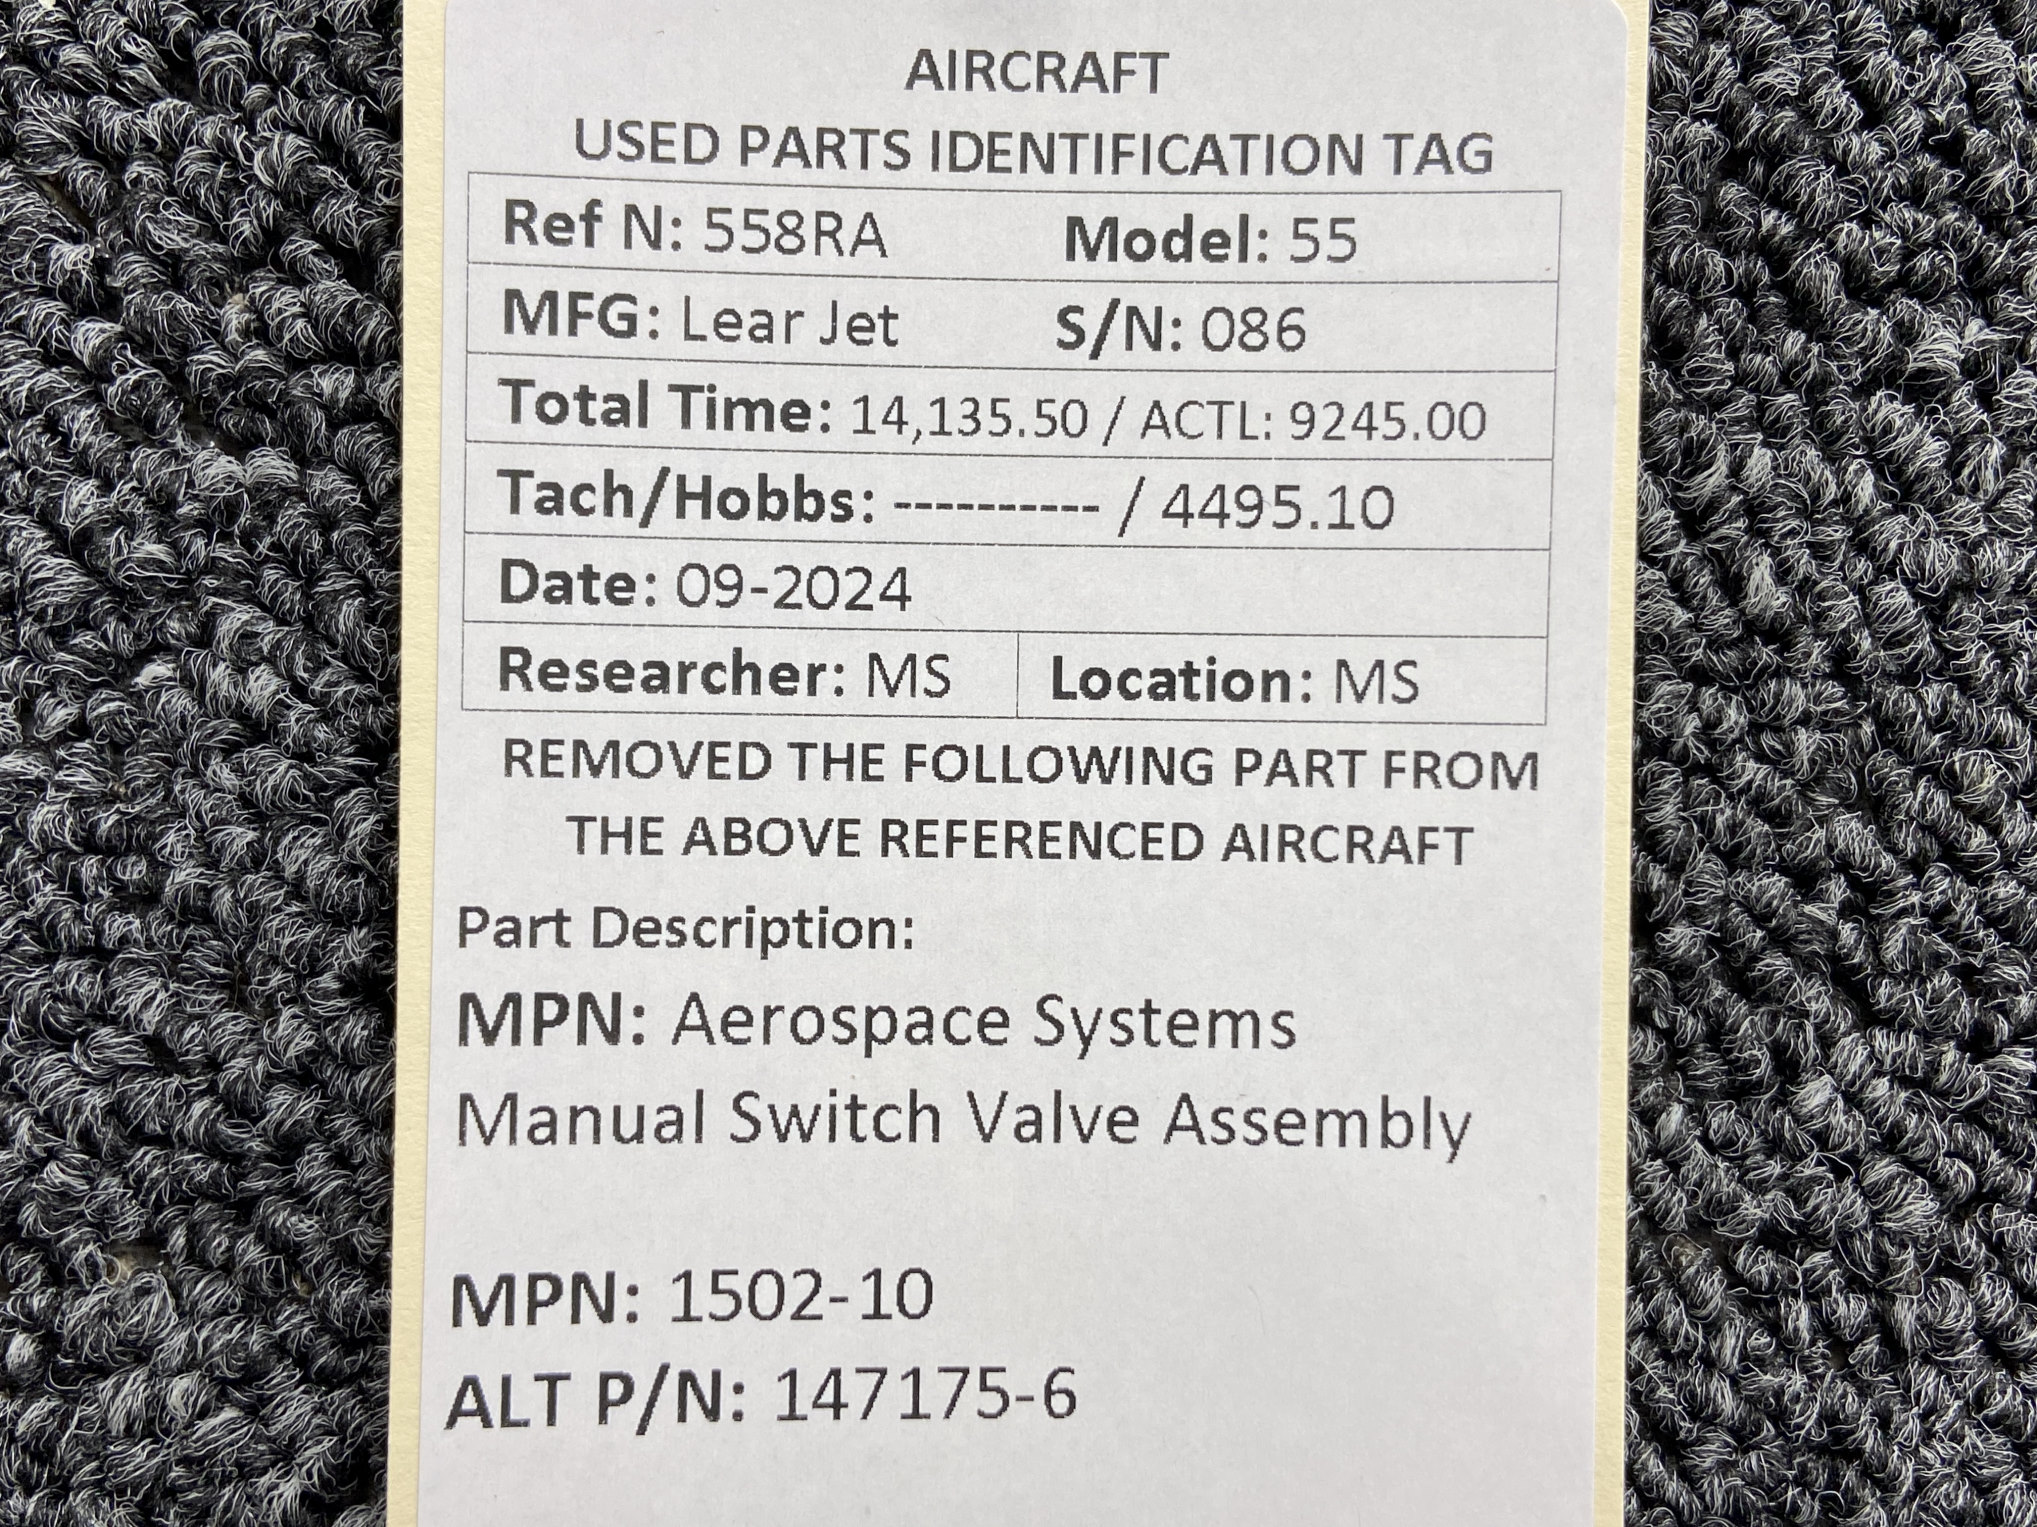 AIRCRAFT
USED PARTS IDENTIFICATION TAG
Ref N: 558RA Model: 55
MFG: Lear Jet S/N: 086
Total Time: 14,135.50 / ACTL: 9245.00
Tach/Hobbs: ---------- / 4495.10
Date: 09-2024
Researcher: MS Location: MS
REMOVED THE FOLLOWING PART FROM
THE ABOVE REFERENCED AIRCRAFT
Part Description:
MPN: Aerospace Systems
Manual Switch Valve Assembly
MPN: 1502-10
ALT P/N: 147175-6